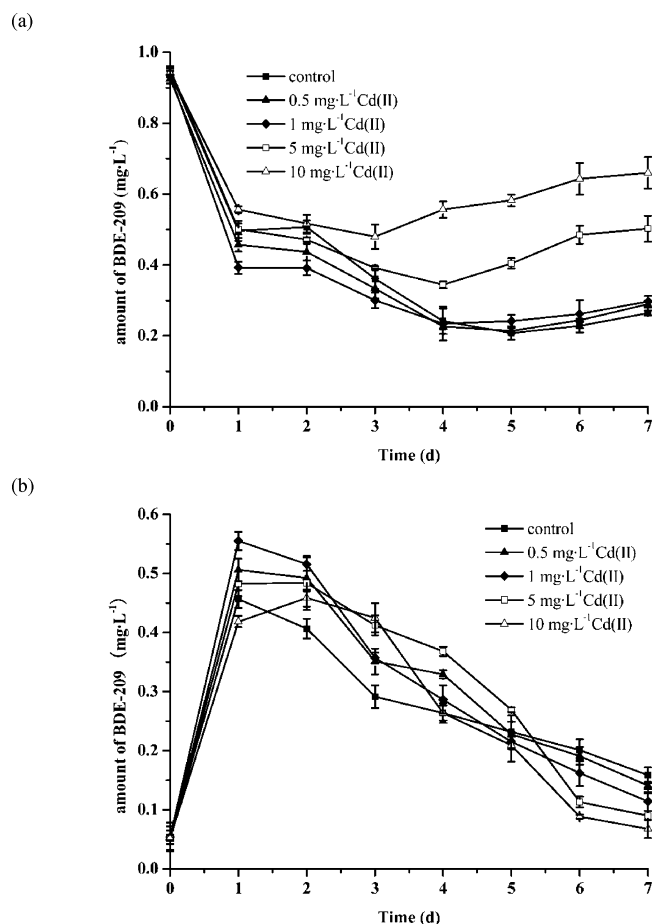 (a)
1.0
0.8
0.6
0.4
0.2
0.0
amount of BDE-209 (mg·L⁻¹)
control
0.5 mg·L⁻¹Cd(II)
1 mg·L⁻¹Cd(II)
5 mg·L⁻¹Cd(II)
10 mg·L⁻¹Cd(II)
0 1 2 3 4 5 6 7
Time (d)
(b)
0.6
0.5
0.4
0.3
0.2
0.1
0.0
amount of BDE-209 (mg·L⁻¹)
control
0.5 mg·L⁻¹Cd(II)
1 mg·L⁻¹Cd(II)
5 mg·L⁻¹Cd(II)
10 mg·L⁻¹Cd(II)
0 1 2 3 4 5 6 7
Time (d)